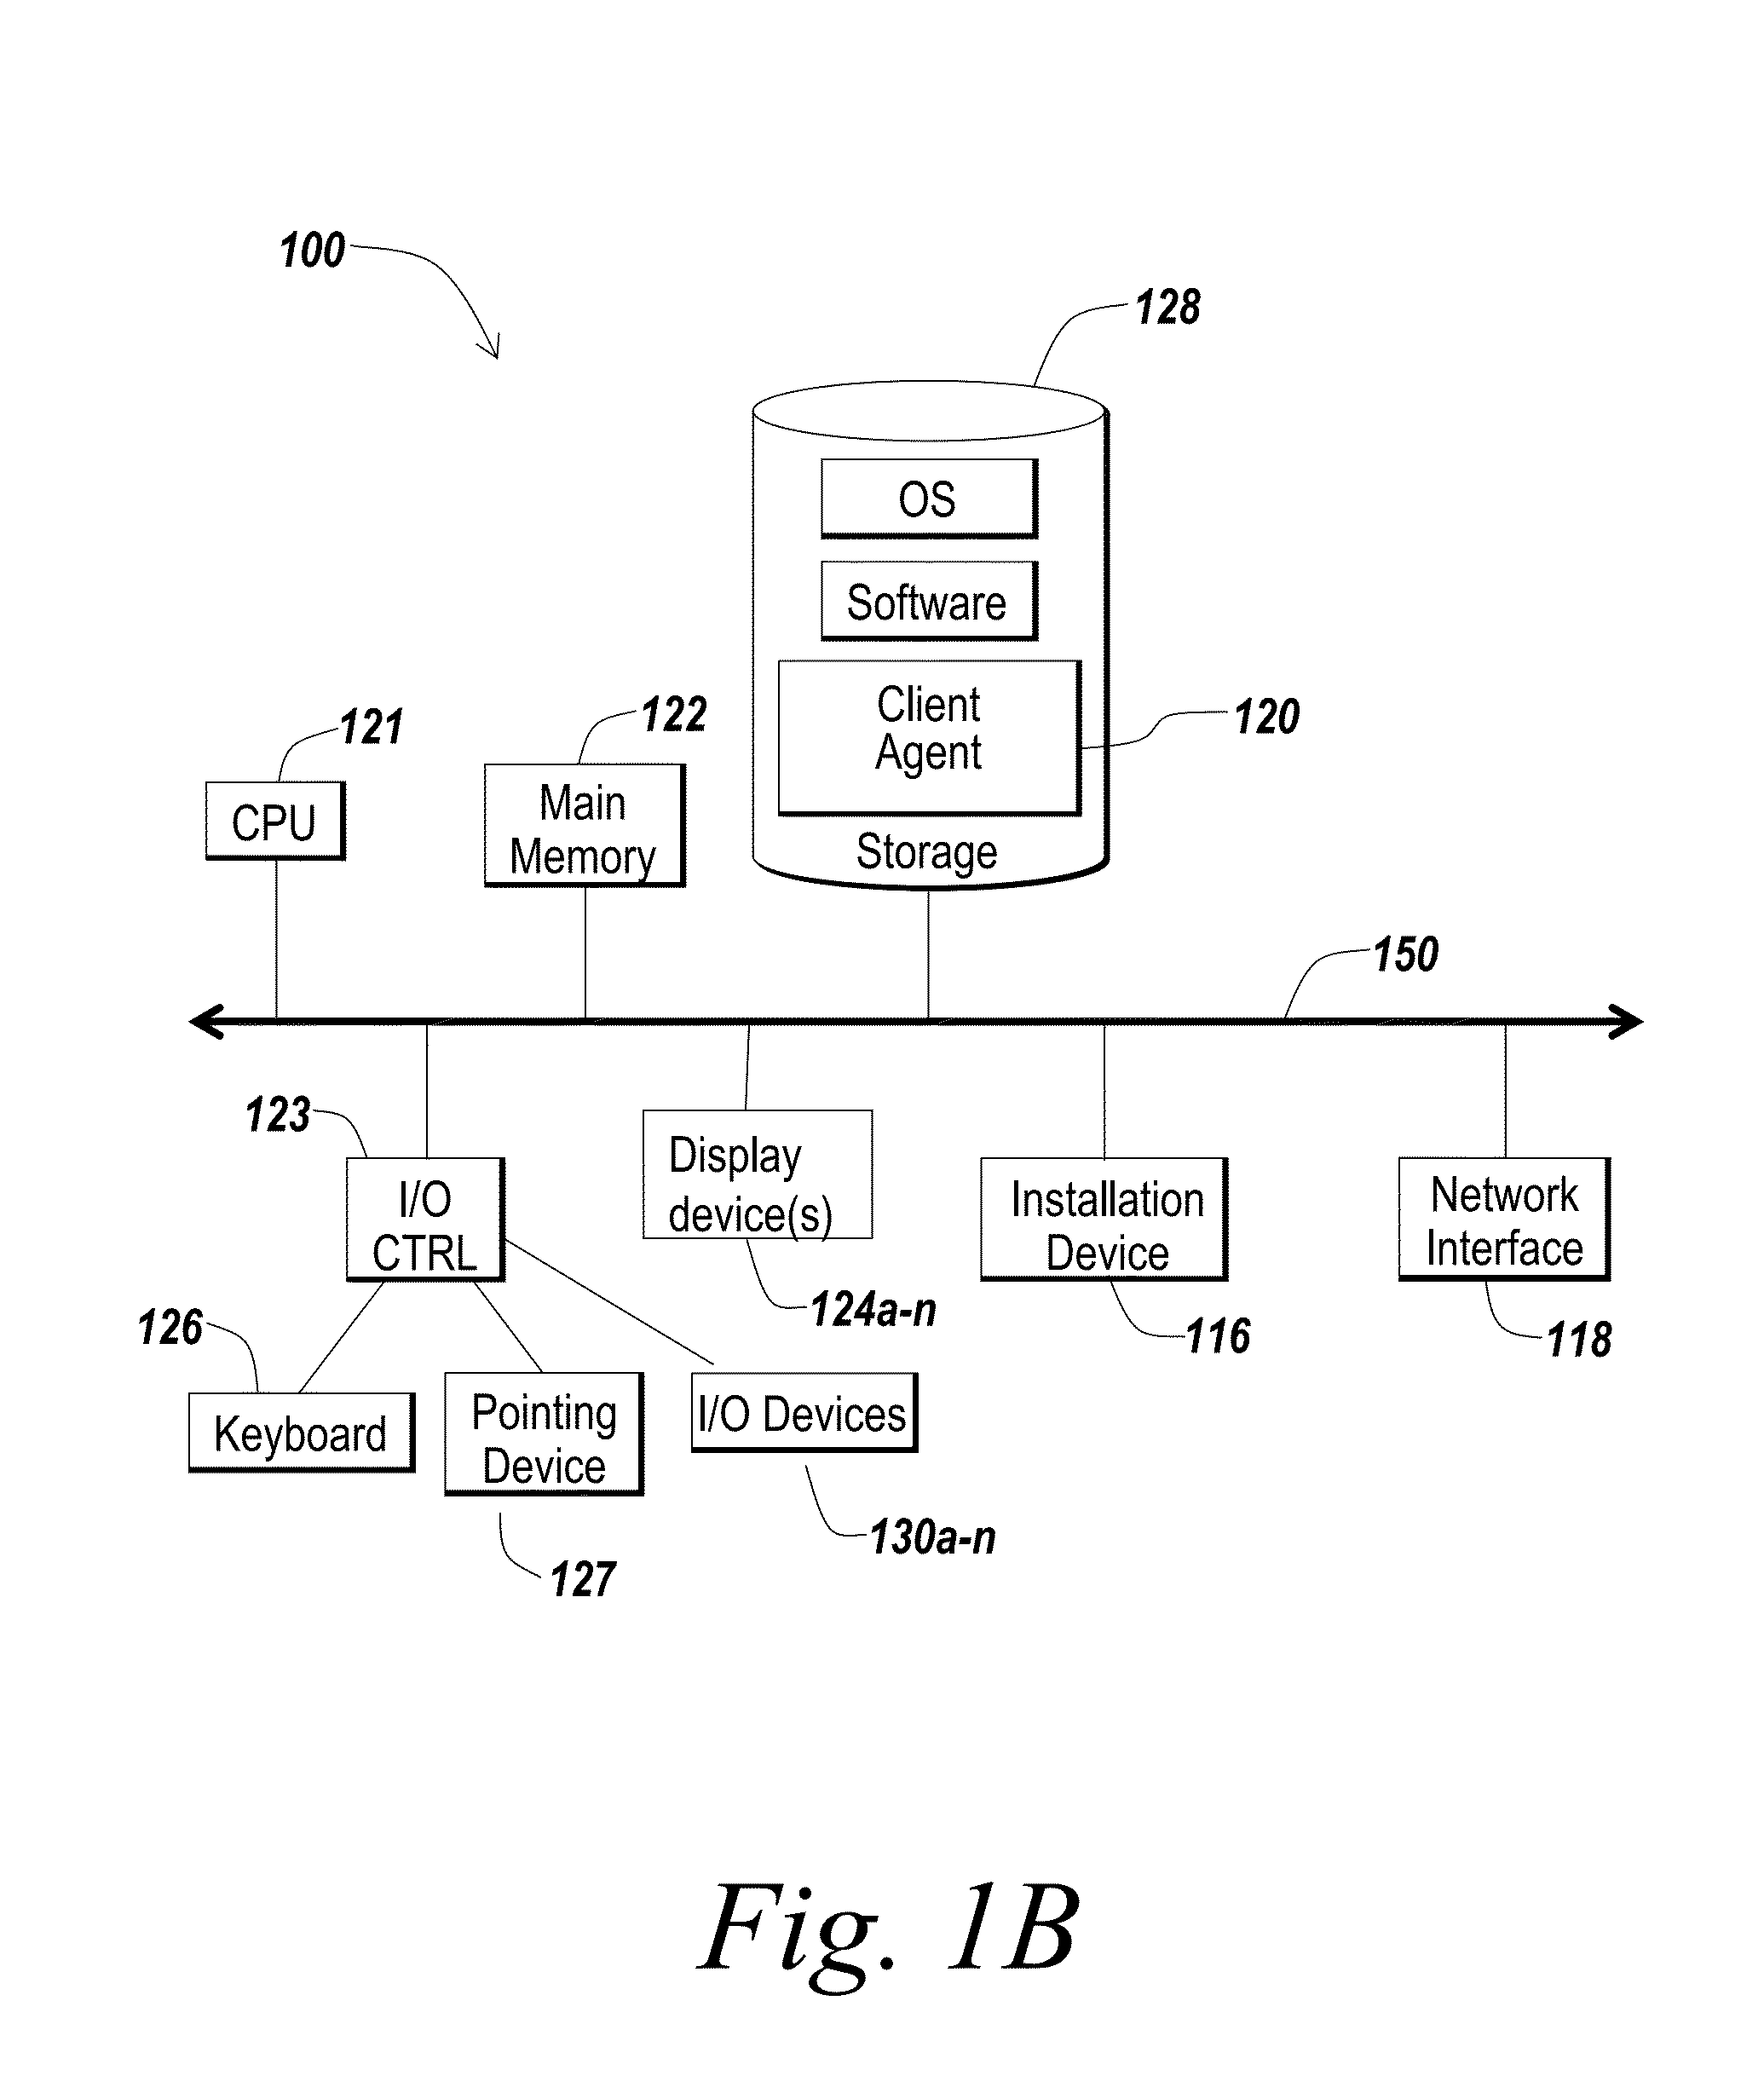 100
128
OS
Software
Client
Agent
120
Storage
121
CPU
122
Main
Memory
150
123
I/O
CTRL
Display
device(s)
124a-n
Installation
Device
116
Network
Interface
118
126
Keyboard
Pointing
Device
127
I/O Devices
130a-n
Fig. 1B